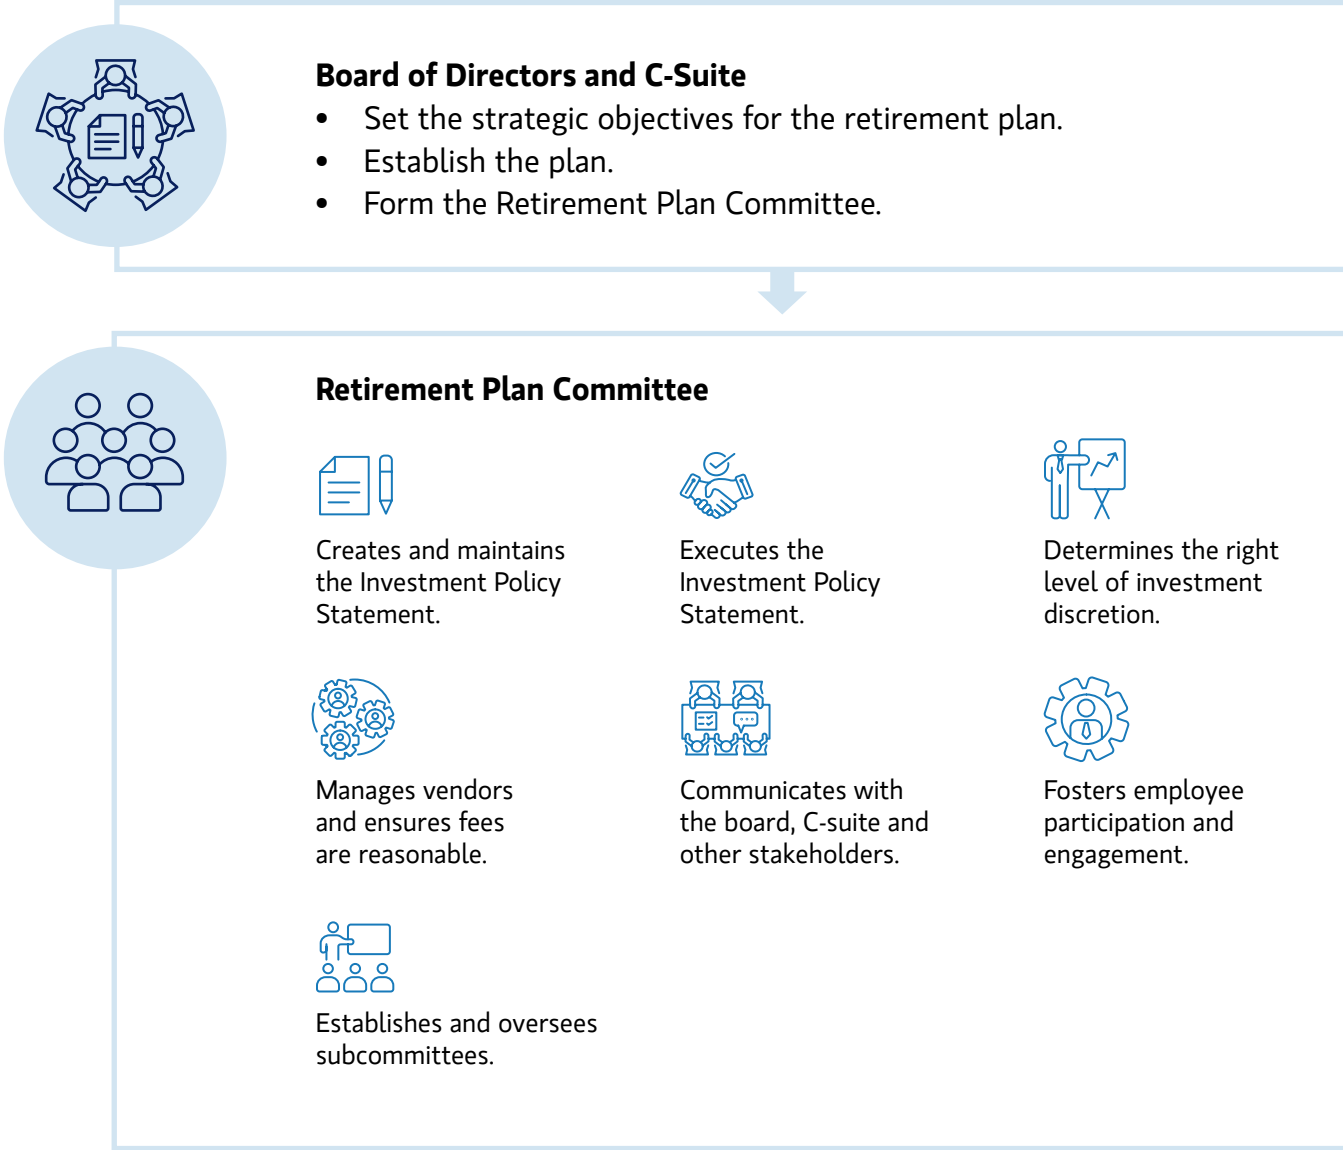 Board of Directors and C-Suite
• Set the strategic objectives for the retirement plan.
• Establish the plan.
• Form the Retirement Plan Committee.
Retirement Plan Committee
Creates and maintains
the Investment Policy
Statement.
Executes the
Investment Policy
Statement.
Determines the right
level of investment
discretion.
Manages vendors
and ensures fees
are reasonable.
Communicates with
the board, C-suite and
other stakeholders.
Fosters employee
participation and
engagement.
Establishes and oversees
subcommittees.